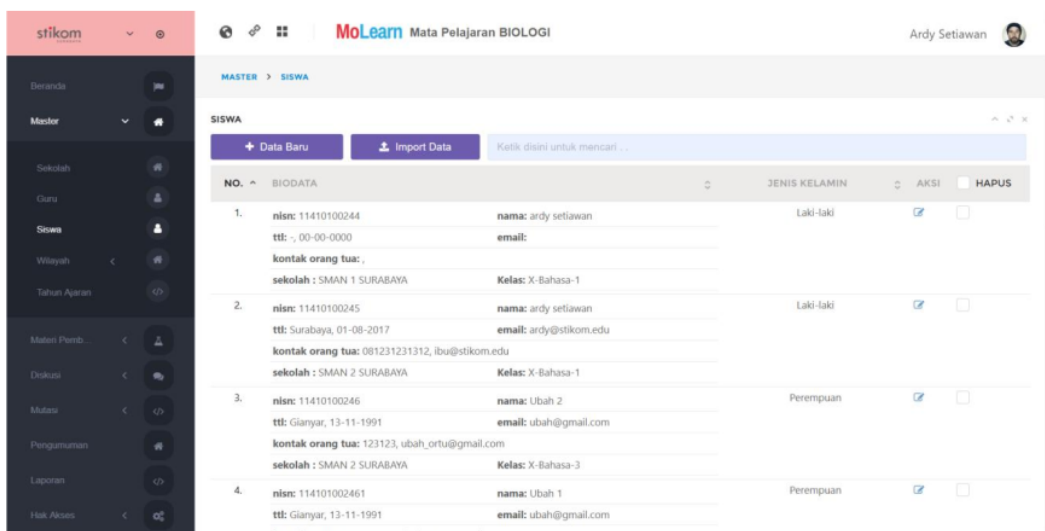 stikom
MoLearn Mata Pelajaran BIOLOGI
Ardy Setiawan
Beranda
Master
Sekolah
Guru
Siswa
Wilayah
Tahun Ajaran
Materi Pemb...
Diskusi
Mutasi
Pengumuman
Laporan
Hak Akses
MASTER > SISWA
SISWA
+ Data Baru
Import Data
Ketik disini untuk mencari . . .
NO. BIODATA JENIS KELAMIN AKSI HAPUS
1. nisn: 11410100244 nama: ardy setiawan Laki-laki
ttl: -, 00-00-0000 email:
kontak orang tua: ,
sekolah : SMAN 1 SURABAYA Kelas: X-Bahasa-1
2. nisn: 11410100245 nama: ardy setiawan Laki-laki
ttl: Surabaya, 01-08-2017 email: ardy@stikom.edu
kontak orang tua: 081231231312, ibu@stikom.edu
sekolah : SMAN 2 SURABAYA Kelas: X-Bahasa-1
3. nisn: 11410100246 nama: Ubah 2 Perempuan
ttl: Gianyar, 13-11-1991 email: ubah@gmail.com
kontak orang tua: 123123, ubah_ortu@gmail.com
sekolah : SMAN 2 SURABAYA Kelas: X-Bahasa-3
4. nisn: 114101002461 nama: Ubah 1 Perempuan
ttl: Gianyar, 13-11-1991 email: ubah@gmail.com